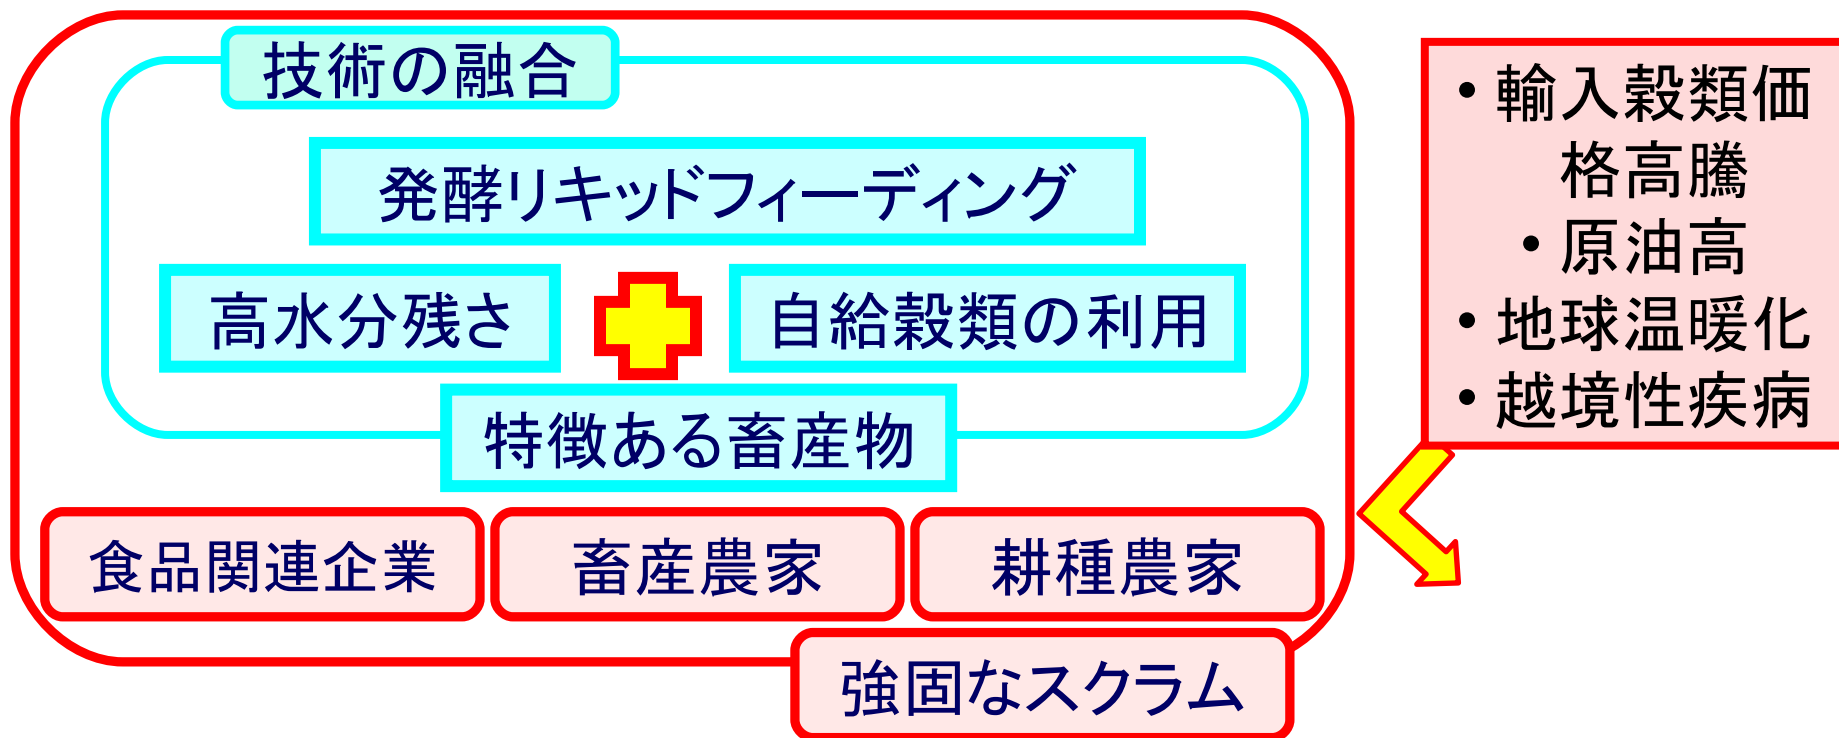 技術の融合
発酵リキッドフィーディング
高水分残さ
自給穀類の利用
特徴ある畜産物
食品関連企業
畜産農家
耕種農家
強固なスクラム
・輸入穀類価
格高騰
・原油高
・地球温暖化
・越境性疾病